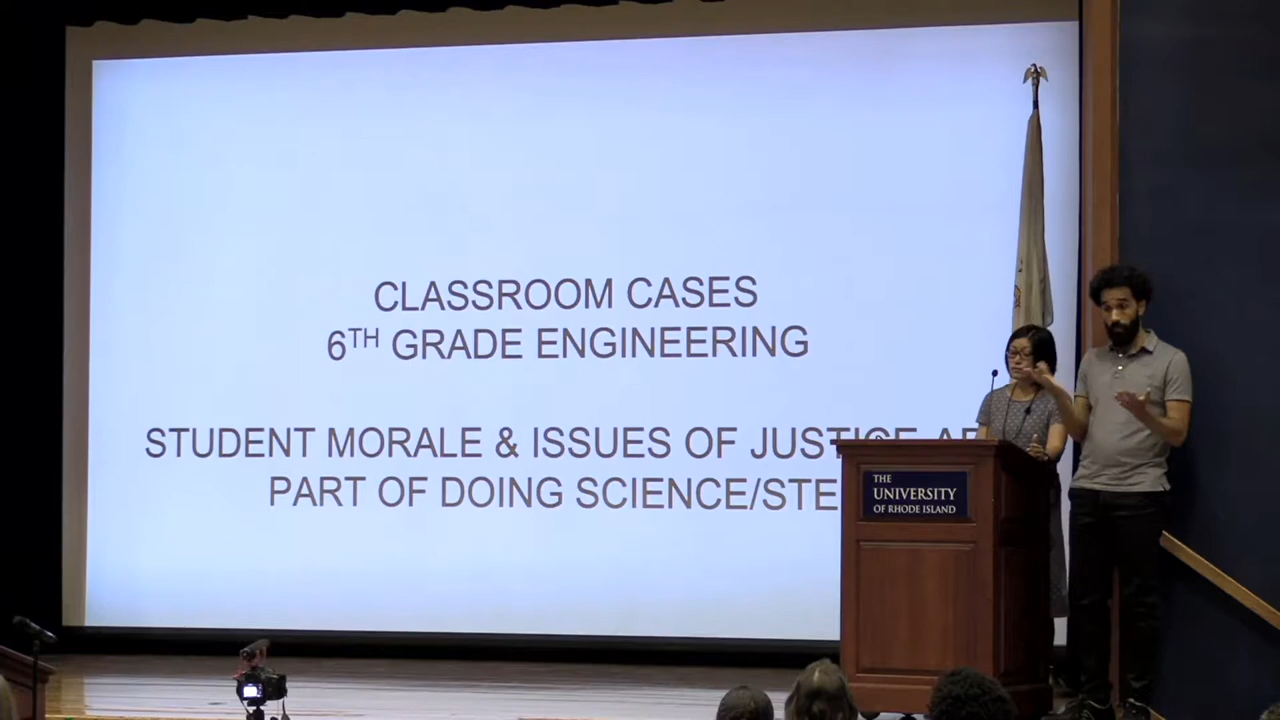 CLASSROOM CASES
6TH GRADE ENGINEERING
STUDENT MORALE & ISSUES OF JUSTICE
PART OF DOING SCIENCE/STE
THE
UNIVERSITY
OF RHODE ISLAND